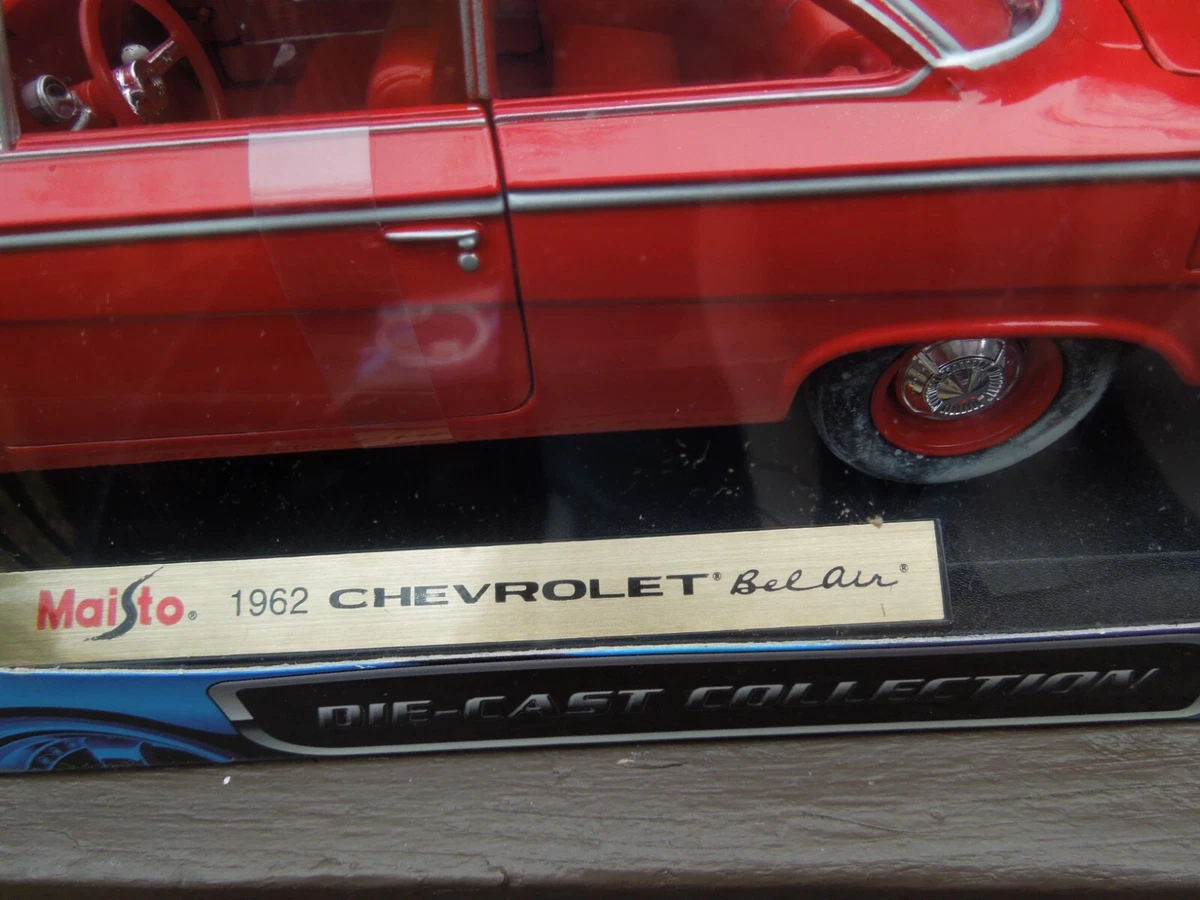 MaiSto® 1962 CHEVROLET® Bel Air®
DIE-CAST COLLECTION